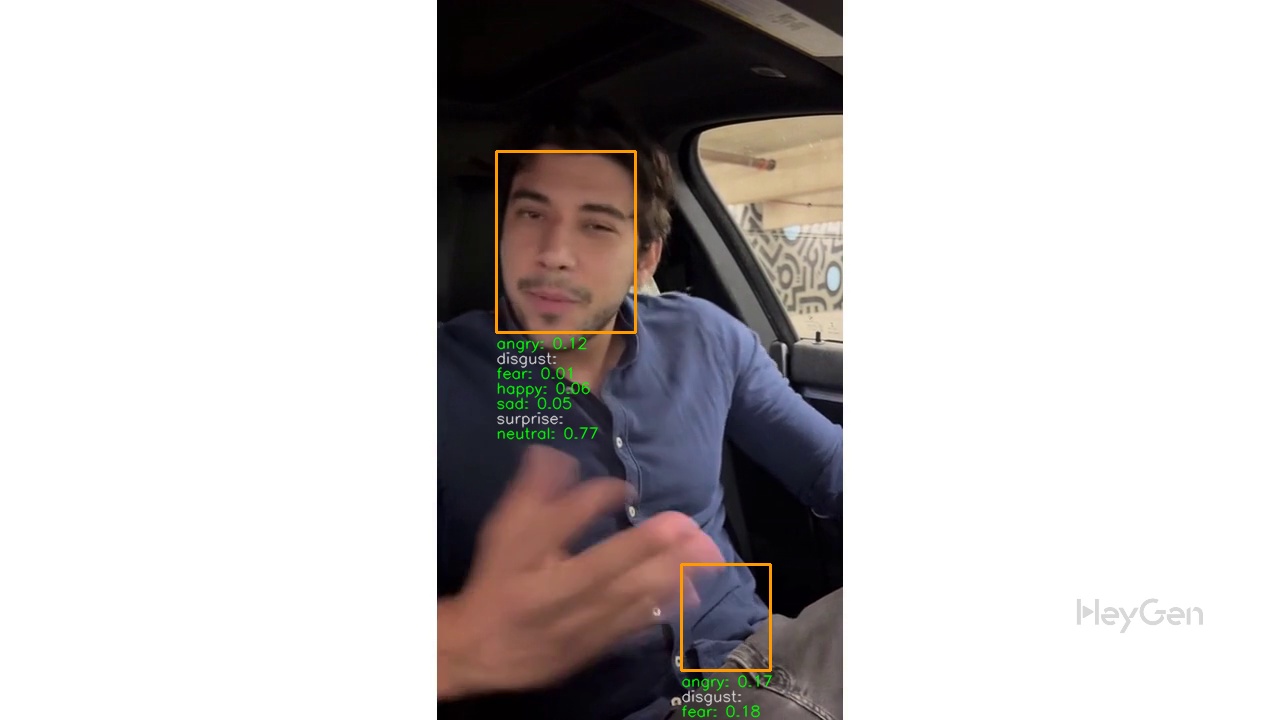 angry: 0.12
disgust:
fear: 0.01
happy: 0.06
sad: 0.05
surprise:
neutral: 0.77
HeyGen
angry: 0.17
disgust:
fear: 0.18